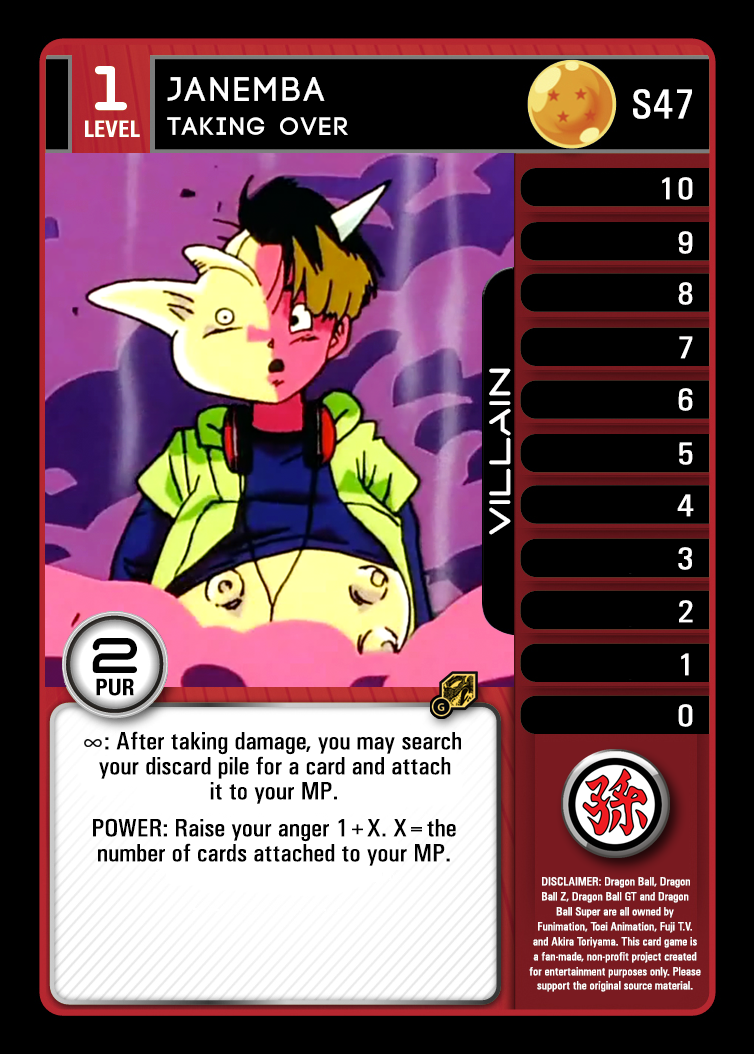 1
LEVEL
JANEMBA
TAKING OVER
S47
VILLAIN
10
9
8
7
6
5
4
3
2
1
0
2
PUR
G
∞: After taking damage, you may search
your discard pile for a card and attach
it to your MP.
POWER: Raise your anger 1+X. X=the
number of cards attached to your MP.
孫
DISCLAIMER: Dragon Ball, Dragon
Ball Z, Dragon Ball GT and Dragon
Ball Super are all owned by
Funimation, Toei Animation, Fuji T.V.
and Akira Toriyama. This card game is
a fan-made, non-profit project created
for entertainment purposes only. Please
support the original source material.